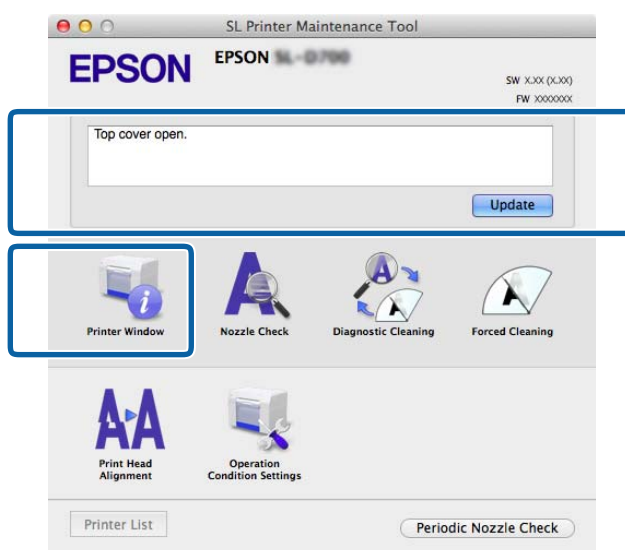 SL Printer Maintenance Tool
EPSON
EPSON
SW X.XX (X.XX)
FW XXXXXXX
Top cover open.
Update
Printer Window
Nozzle Check
Diagnostic Cleaning
Forced Cleaning
Print Head
Alignment
Operation
Condition Settings
Printer List
Periodic Nozzle Check